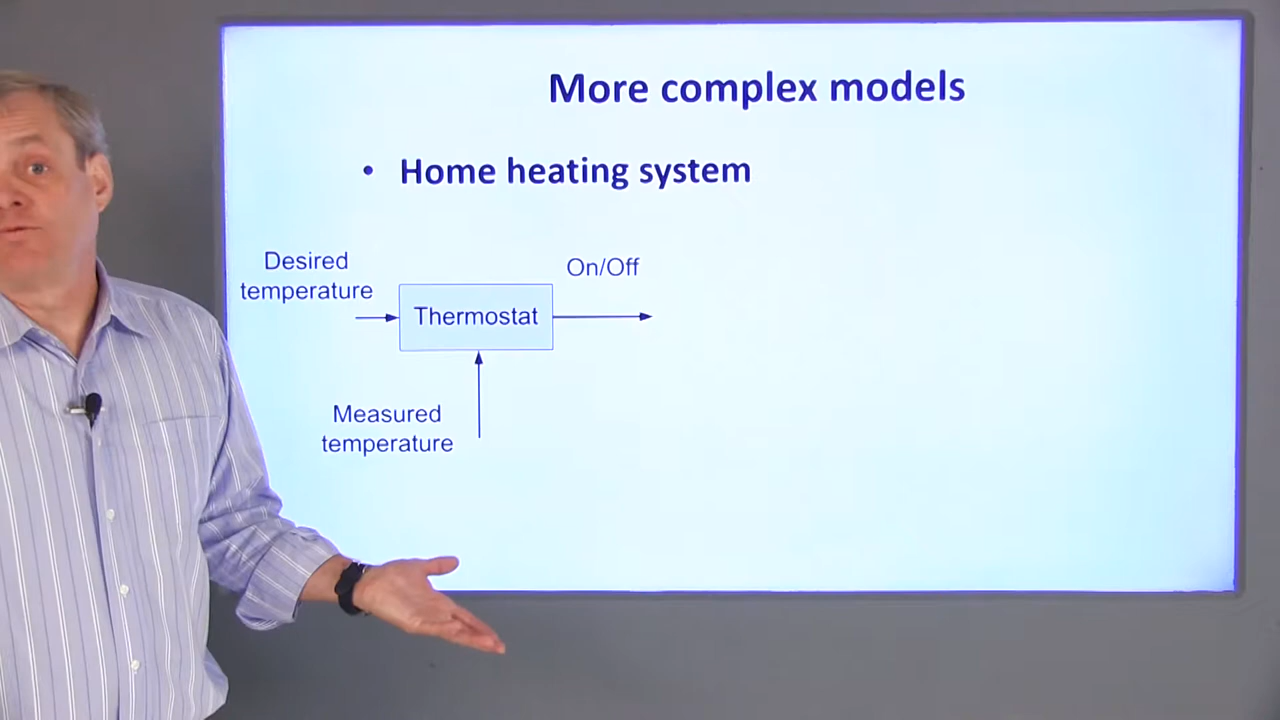 More complex models
• Home heating system
Desired
temperature
On/Off
Thermostat
Measured
temperature